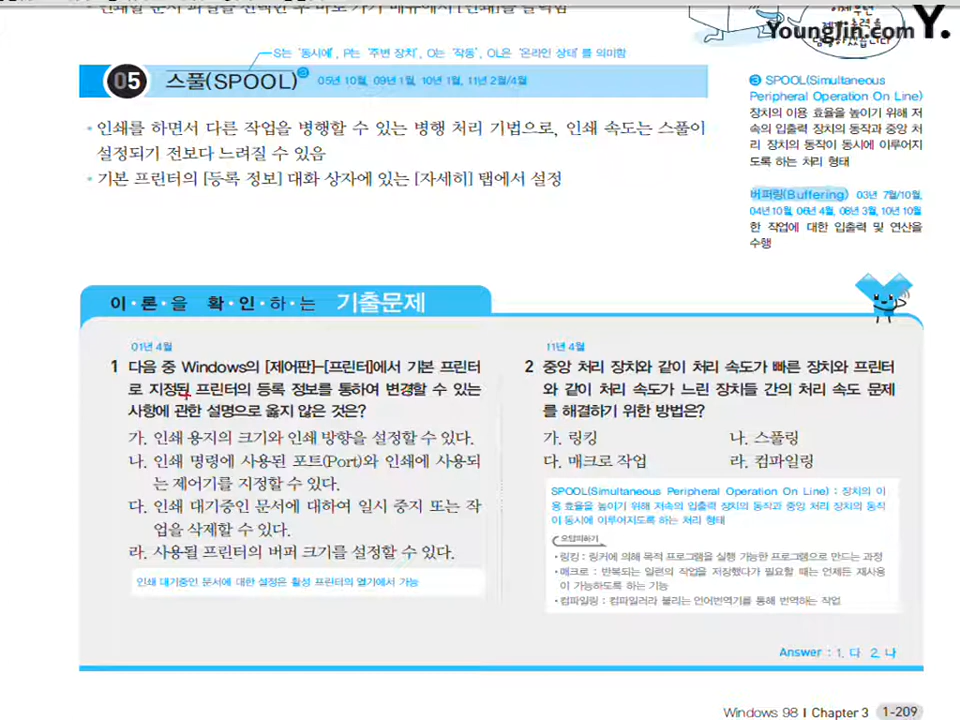 YoungJin.com Y.
S는 '동시에', P는 '주변 장치', O는 '작동', OL은 '온라인 상태'를 의미함
05 스풀(SPOOL)③ 05년 10월, 09년 1월, 10년 1월, 11년 2월/4월
• 인쇄를 하면서 다른 작업을 병행할 수 있는 병행 처리 기법으로, 인쇄 속도는 스풀이
설정되기 전보다 느려질 수 있음
• 기본 프린터의 [등록 정보] 대화 상자에 있는 [자세히] 탭에서 설정
③ SPOOL(Simultaneous
Peripheral Operation On Line)
장치의 이용 효율을 높이기 위해 저
속의 입출력 장치의 동작과 중앙 처
리 장치의 동작이 동시에 이루어지
도록 하는 처리 형태
버퍼링(Buffering) 03년 7월/10월,
04년 10월, 06년 4월, 08년 3월, 10년 10월
한 작업에 대한 입출력 및 연산을
수행
이·론·을 확·인·하·는 기출문제
01년 4월
1 다음 중 Windows의 [제어판]-[프린터]에서 기본 프린터
로 지정된 프린터의 등록 정보를 통하여 변경할 수 있는
사항에 관한 설명으로 옳지 않은 것은?
가. 인쇄 용지의 크기와 인쇄 방향을 설정할 수 있다.
나. 인쇄 명령에 사용된 포트(Port)와 인쇄에 사용되
는 제어기를 지정할 수 있다.
다. 인쇄 대기중인 문서에 대하여 일시 중지 또는 작
업을 삭제할 수 있다.
라. 사용될 프린터의 버퍼 크기를 설정할 수 있다.
인쇄 대기중인 문서에 대한 설정은 활성 프린터의 열기에서 가능
11년 4월
2 중앙 처리 장치와 같이 처리 속도가 빠른 장치와 프린터
와 같이 처리 속도가 느린 장치들 간의 처리 속도 문제
를 해결하기 위한 방법은?
가. 링킹 나. 스풀링
다. 매크로 작업 라. 컴파일링
SPOOL(Simultaneous Peripheral Operation On Line) : 장치의 이
용 효율을 높이기 위해 저속의 입출력 장치의 동작과 중앙 처리 장치의 동작
이 동시에 이루어지도록 하는 처리 형태
오답피하기
• 링킹 : 링커에 의해 목적 프로그램을 실행 가능한 프로그램으로 만드는 과정
• 매크로 : 반복되는 일련의 작업을 저장했다가 필요할 때는 언제든 재사용
이 가능하도록 하는 기능
• 컴파일링 : 컴파일러라 불리는 언어번역기를 통해 번역하는 작업
Answer : 1. 다 2. 나
Windows 98 I Chapter 3 1-209